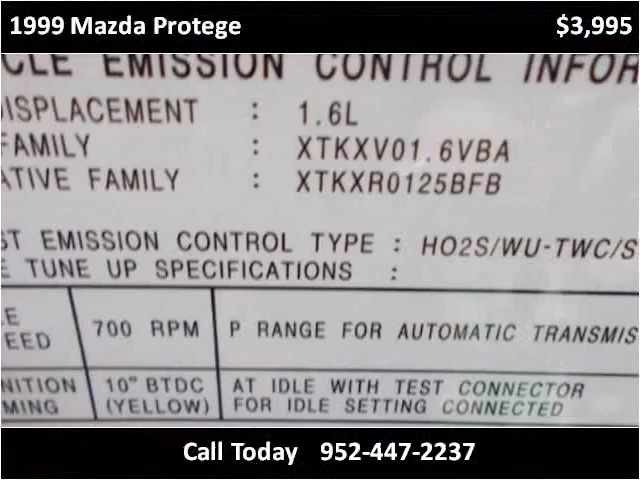 1999 Mazda Protege $3,995
CLE EMISSION CONTROL INFOR
DISPLACEMENT : 1.6L
FAMILY : XTKXV01.6VBA
ATIVE FAMILY : XTKXR0125BFB
ST EMISSION CONTROL TYPE : HO2S/WU-TWC/S
E TUNE UP SPECIFICATIONS :
LE
EED 700 RPM P RANGE FOR AUTOMATIC TRANSMIS
NITION 10° BTDC AT IDLE WITH TEST CONNECTOR
MING (YELLOW) FOR IDLE SETTING CONNECTED
Call Today 952-447-2237